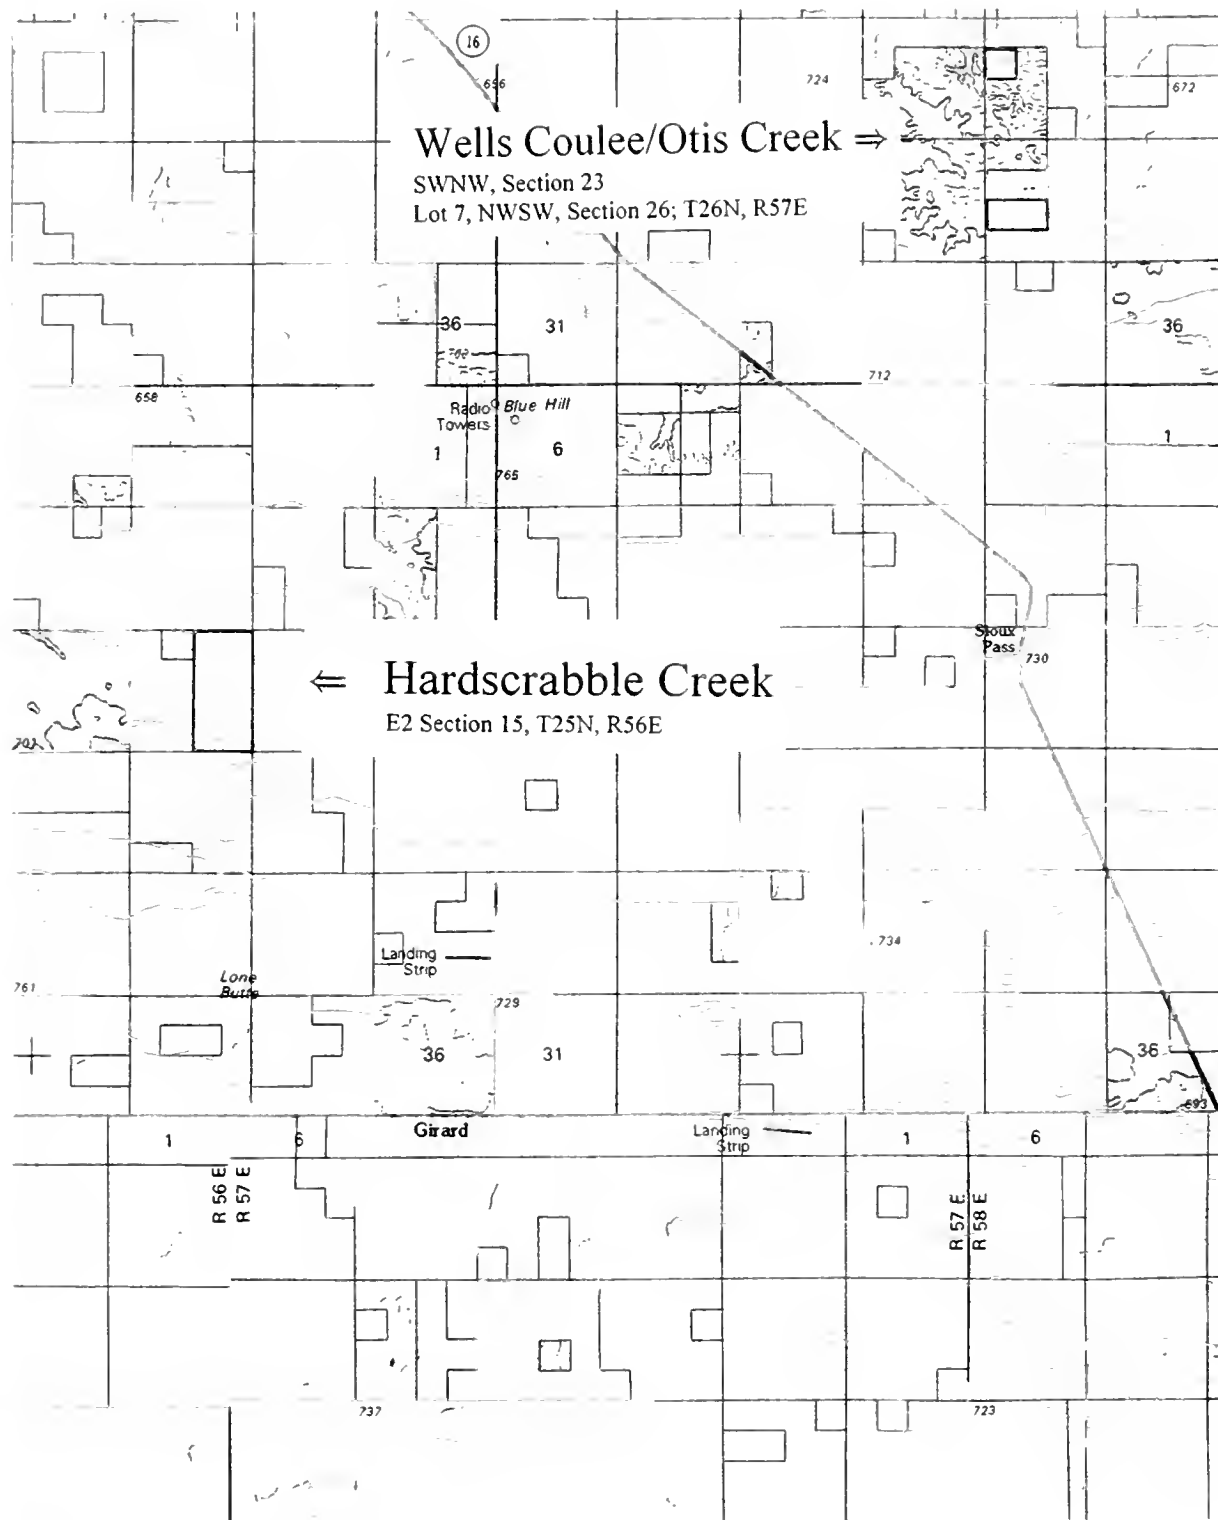 16
656
724
672
Wells Coulee/Otis Creek ⇒
SWNW, Section 23
Lot 7, NWSW, Section 26; T26N, R57E
36
31
36
700
658
712
Radio
Towers
Blue Hill
1
6
1
765
Sioux
Pass
730
⇐ Hardscrabble Creek
E2 Section 15, T25N, R56E
702
734
Landing
Strip
Lone
Butte
761
729
36
31
36
693
Girard
Landing
Strip
1
6
1
6
R 56 E
R 57 E
R 57 E
R 58 E
737
723